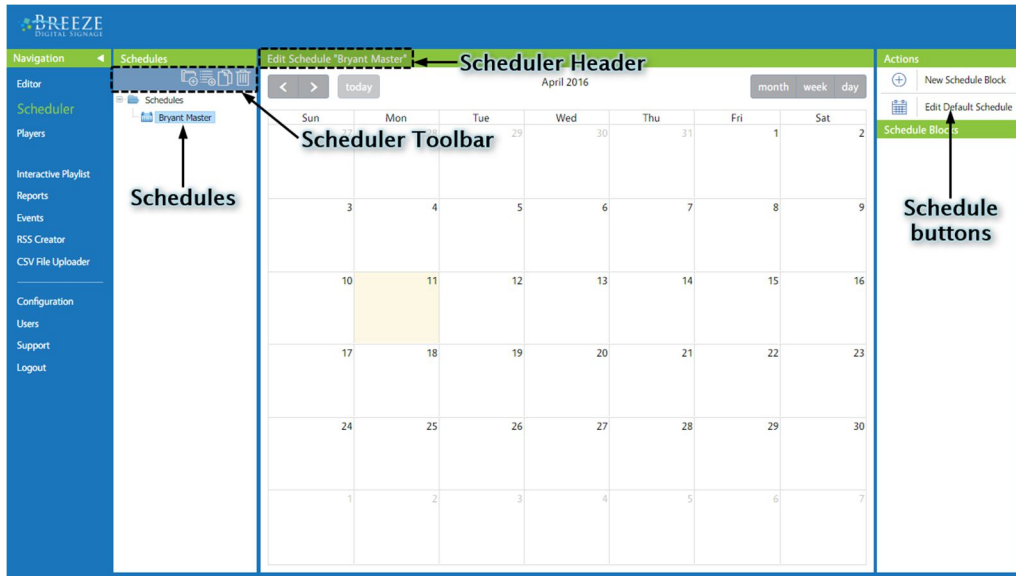 BREEZE
DIGITAL SIGNAGE
Navigation
Editor
Scheduler
Players
Interactive Playlist
Reports
Events
RSS Creator
CSV File Uploader
Configuration
Users
Support
Logout
Schedules
Schedules
Bryant Master
Schedules
Edit Schedule "Bryant Master"
Scheduler Header
today
April 2016
month week day
Scheduler Toolbar
Sun Mon Tue Wed Thu Fri Sat
29 30 31 1 2
3 4 5 6 7 8 9
10 11 12 13 14 15 16
17 18 19 20 21 22 23
24 25 26 27 28 29 30
1 2 3 4 5 6 7
Actions
New Schedule Block
Edit Default Schedule
Schedule Blocks
Schedule
buttons